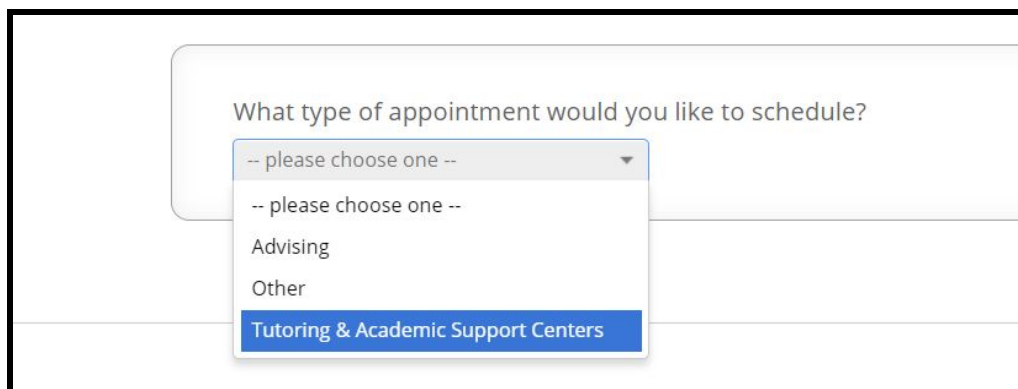 What type of appointment would you like to schedule?
-- please choose one --
-- please choose one --
Advising
Other
Tutoring & Academic Support Centers